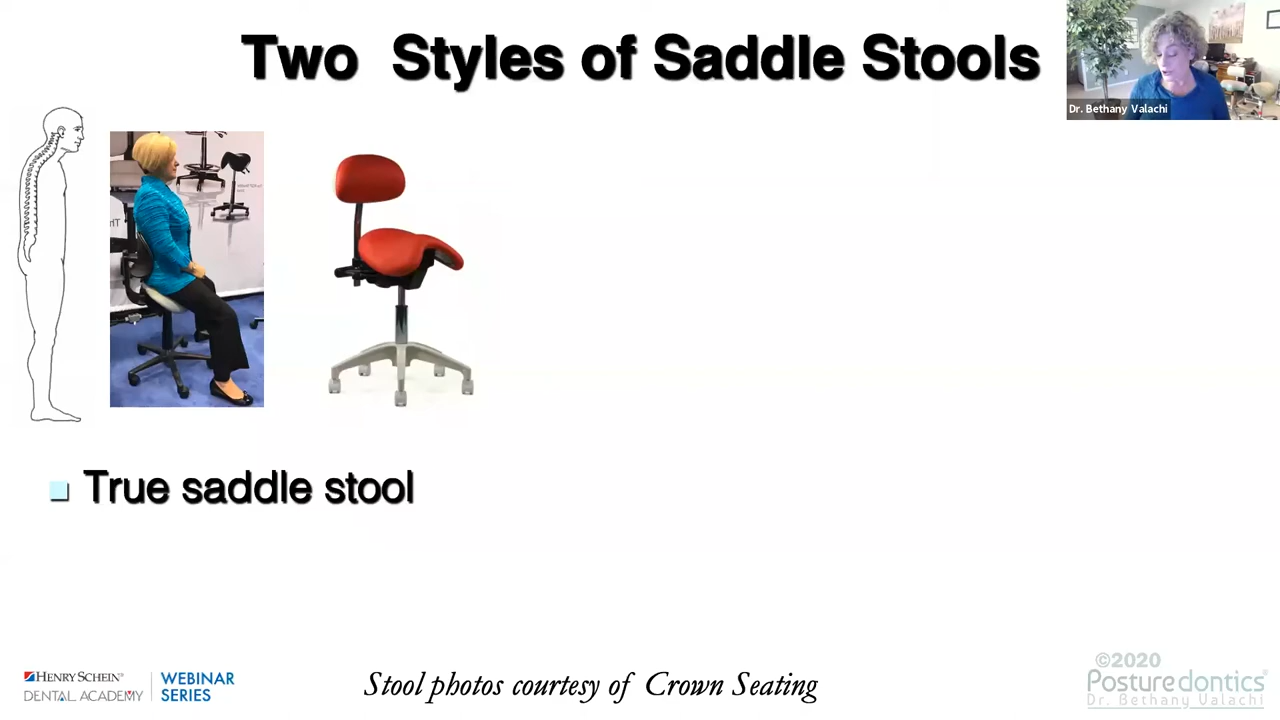 Two Styles of Saddle Stools
Dr. Bethany Valachi
True saddle stool
HENRY SCHEIN®
DENTAL ACADEMY
WEBINAR
SERIES
Stool photos courtesy of Crown Seating
©2020
Posturedontics®
Dr. Bethany Valachi